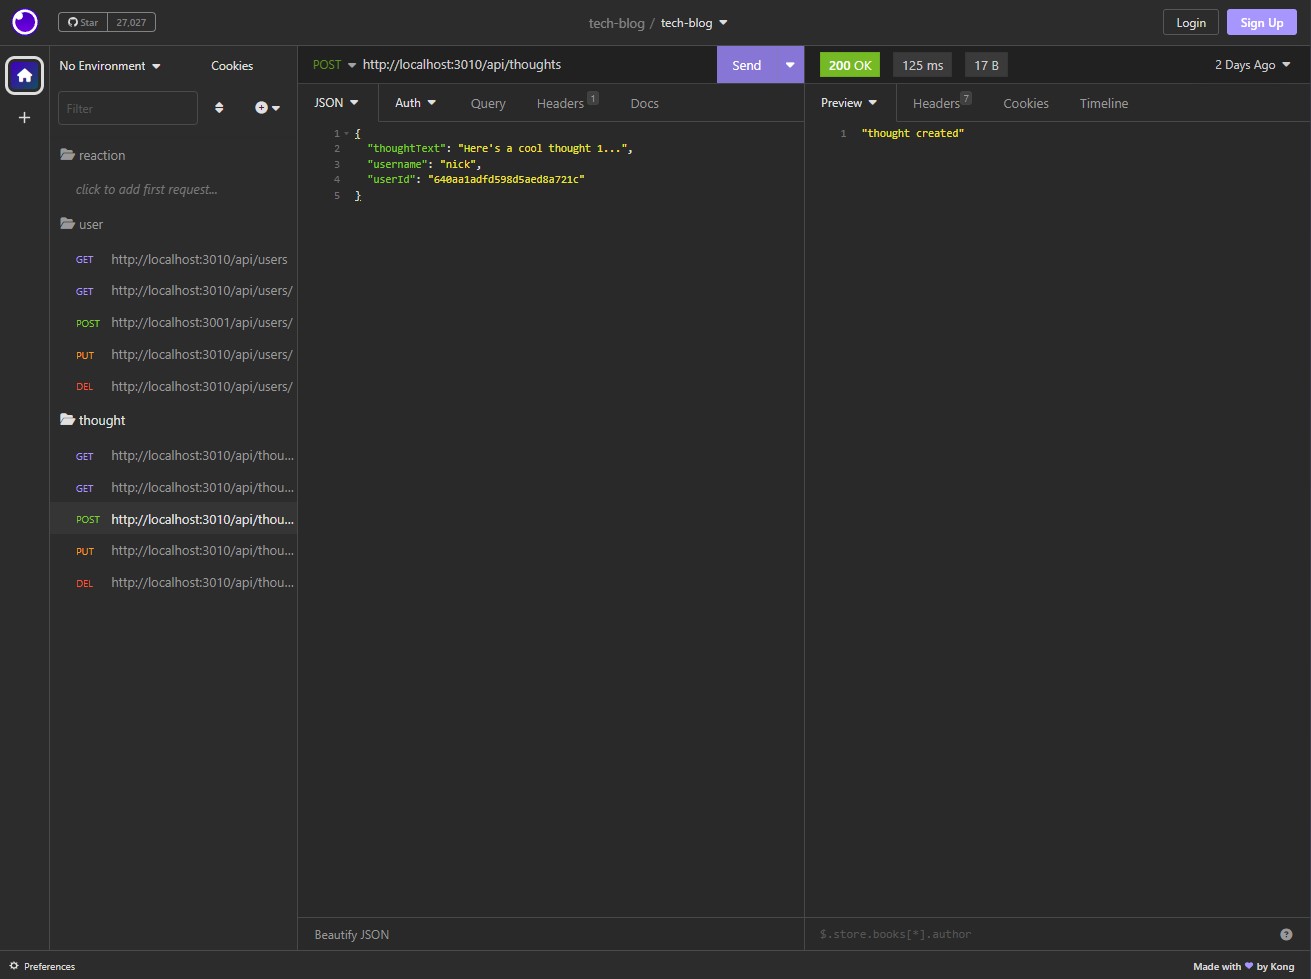 Star 27,027
tech-blog / tech-blog
Login Sign Up
No Environment Cookies
Filter
reaction
click to add first request...
user
GET http://localhost:3010/api/users
GET http://localhost:3010/api/users/
POST http://localhost:3001/api/users/
PUT http://localhost:3010/api/users/
DEL http://localhost:3010/api/users/
thought
GET http://localhost:3010/api/thou...
GET http://localhost:3010/api/thou...
POST http://localhost:3010/api/thou...
PUT http://localhost:3010/api/thou...
DEL http://localhost:3010/api/thou...
POST http://localhost:3010/api/thoughts Send
JSON Auth Query Headers 1 Docs
1 {
2 "thoughtText": "Here's a cool thought 1...",
3 "username": "nick",
4 "userId": "640aa1adfd598d5aed8a721c"
5 }
Beautify JSON
200 OK 125 ms 17 B 2 Days Ago
Preview Headers 7 Cookies Timeline
1 "thought created"
$.store.books[*].author
Preferences
Made with by Kong